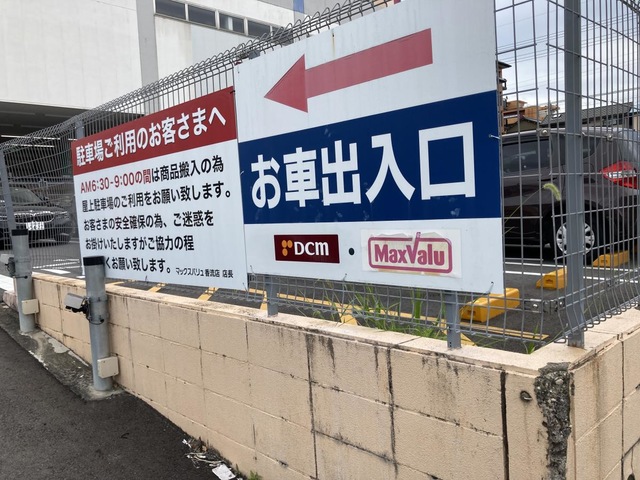 駐車場ご利用のお客さまへ
AM6:30-9:00の間は商品搬入の為
屋上駐車場のご利用をお願い致します。
お客さまの安全確保の為、ご迷惑を
お掛けいたしますがご協力の程
くお願い致します。
マックスバリュ香流店 店長
お車出入口
DCM・MaxValu